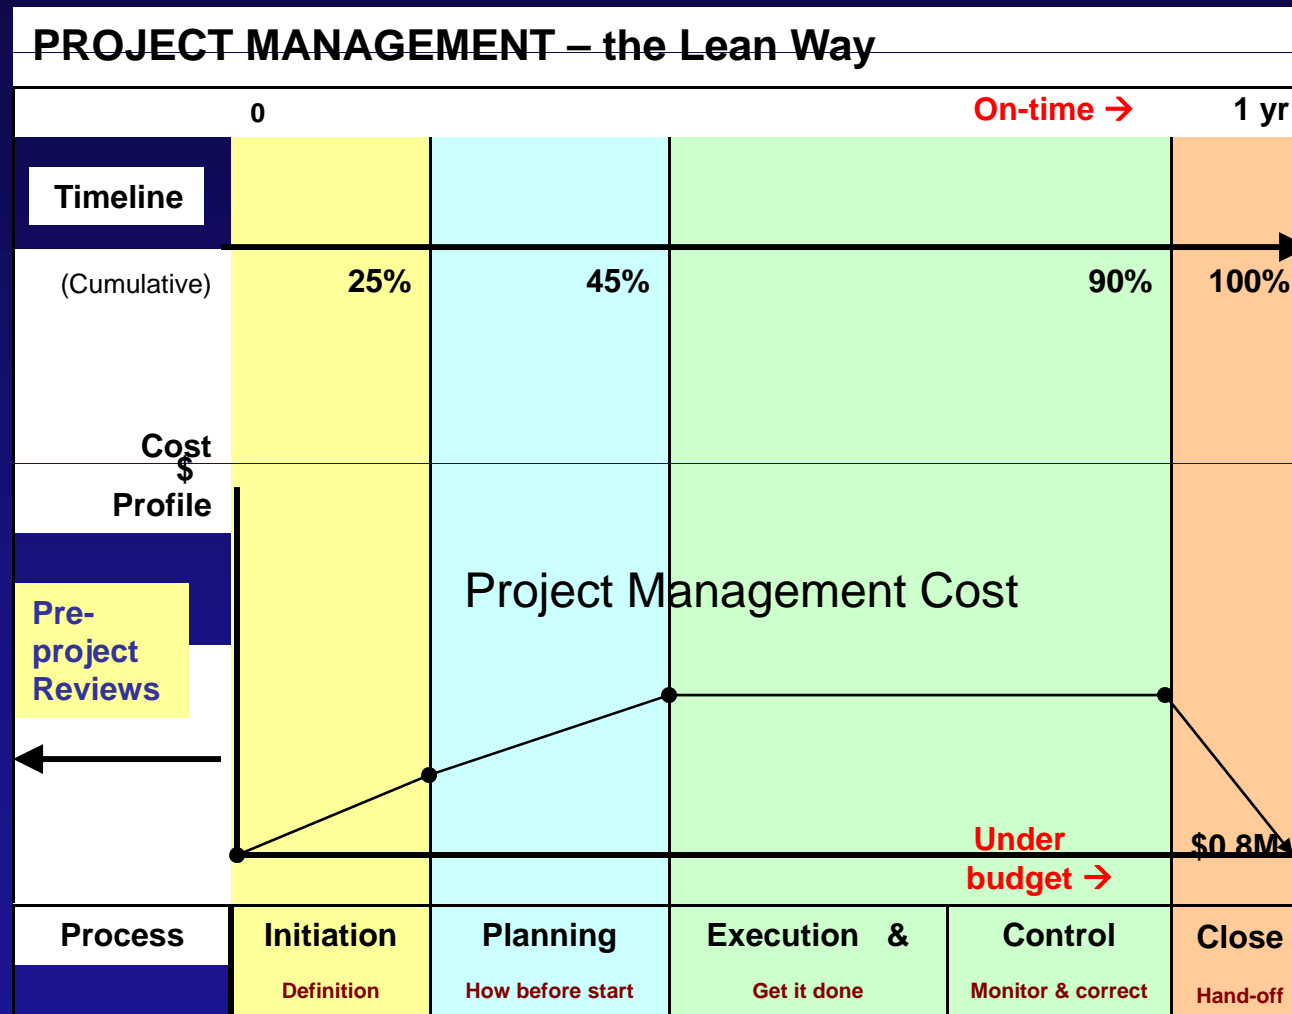 PROJECT MANAGEMENT – the Lean Way
0 On-time → 1 yr
Timeline
(Cumulative) 25% 45% 90% 100%
Cost
$
Profile
Project Management Cost
Pre-
project
Reviews
Under
budget →
$0.8M
Process Initiation Planning Execution & Control Close
Definition How before start Get it done Monitor & correct Hand-off